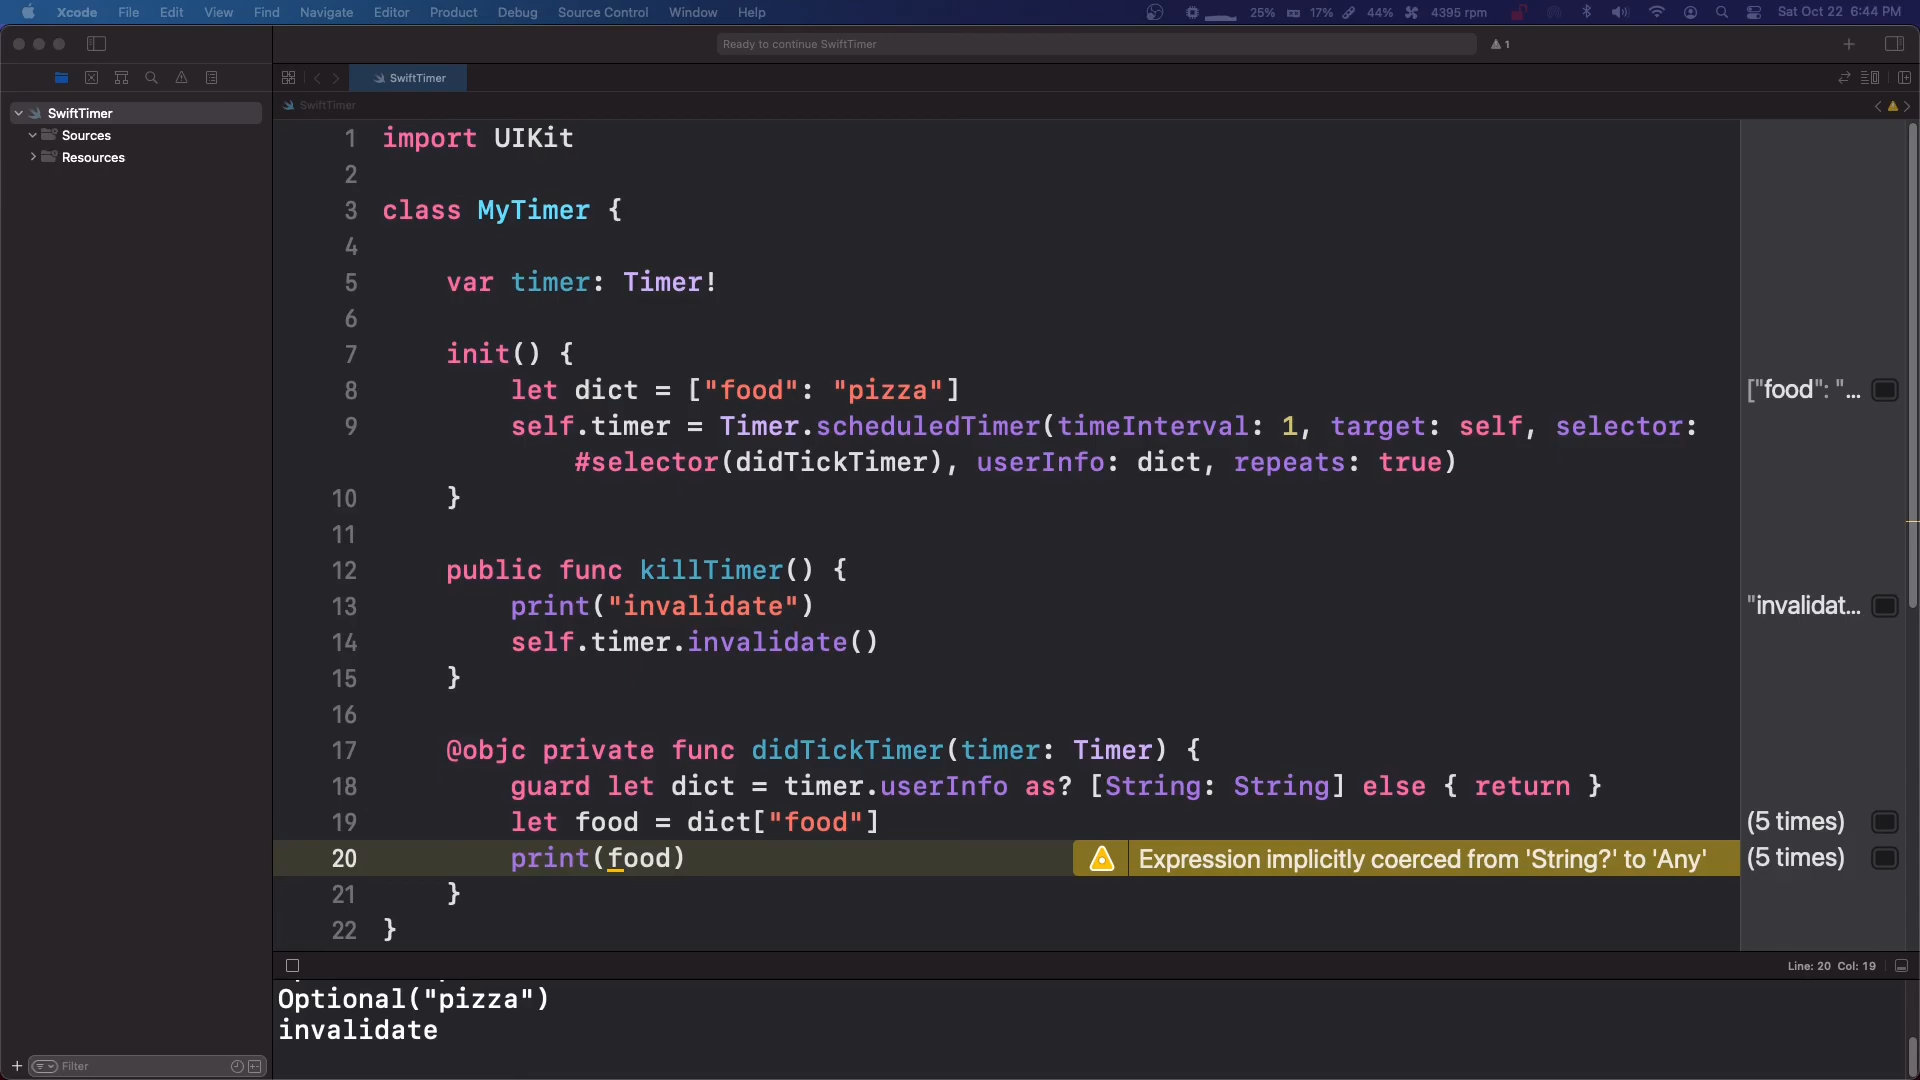 Xcode File Edit View Find Navigate Editor Product Debug Source Control Window Help 25% 17% 44% 4395 rpm Sat Oct 22 6:44 PM
Ready to continue SwiftTimer 1
SwiftTimer
SwiftTimer
SwiftTimer
Sources
Resources
1 import UIKit
2
3 class MyTimer {
4
5 var timer: Timer!
6
7 init() {
8 let dict = ["food": "pizza"] ["food": "...
9 self.timer = Timer.scheduledTimer(timeInterval: 1, target: self, selector:
#selector(didTickTimer), userInfo: dict, repeats: true)
10 }
11
12 public func killTimer() {
13 print("invalidate") "invalidat...
14 self.timer.invalidate()
15 }
16
17 @objc private func didTickTimer(timer: Timer) {
18 guard let dict = timer.userInfo as? [String: String] else { return }
19 let food = dict["food"] (5 times)
20 print(food) Expression implicitly coerced from 'String?' to 'Any' (5 times)
21 }
22 }
Line: 20 Col: 19
Optional("pizza")
invalidate
Filter